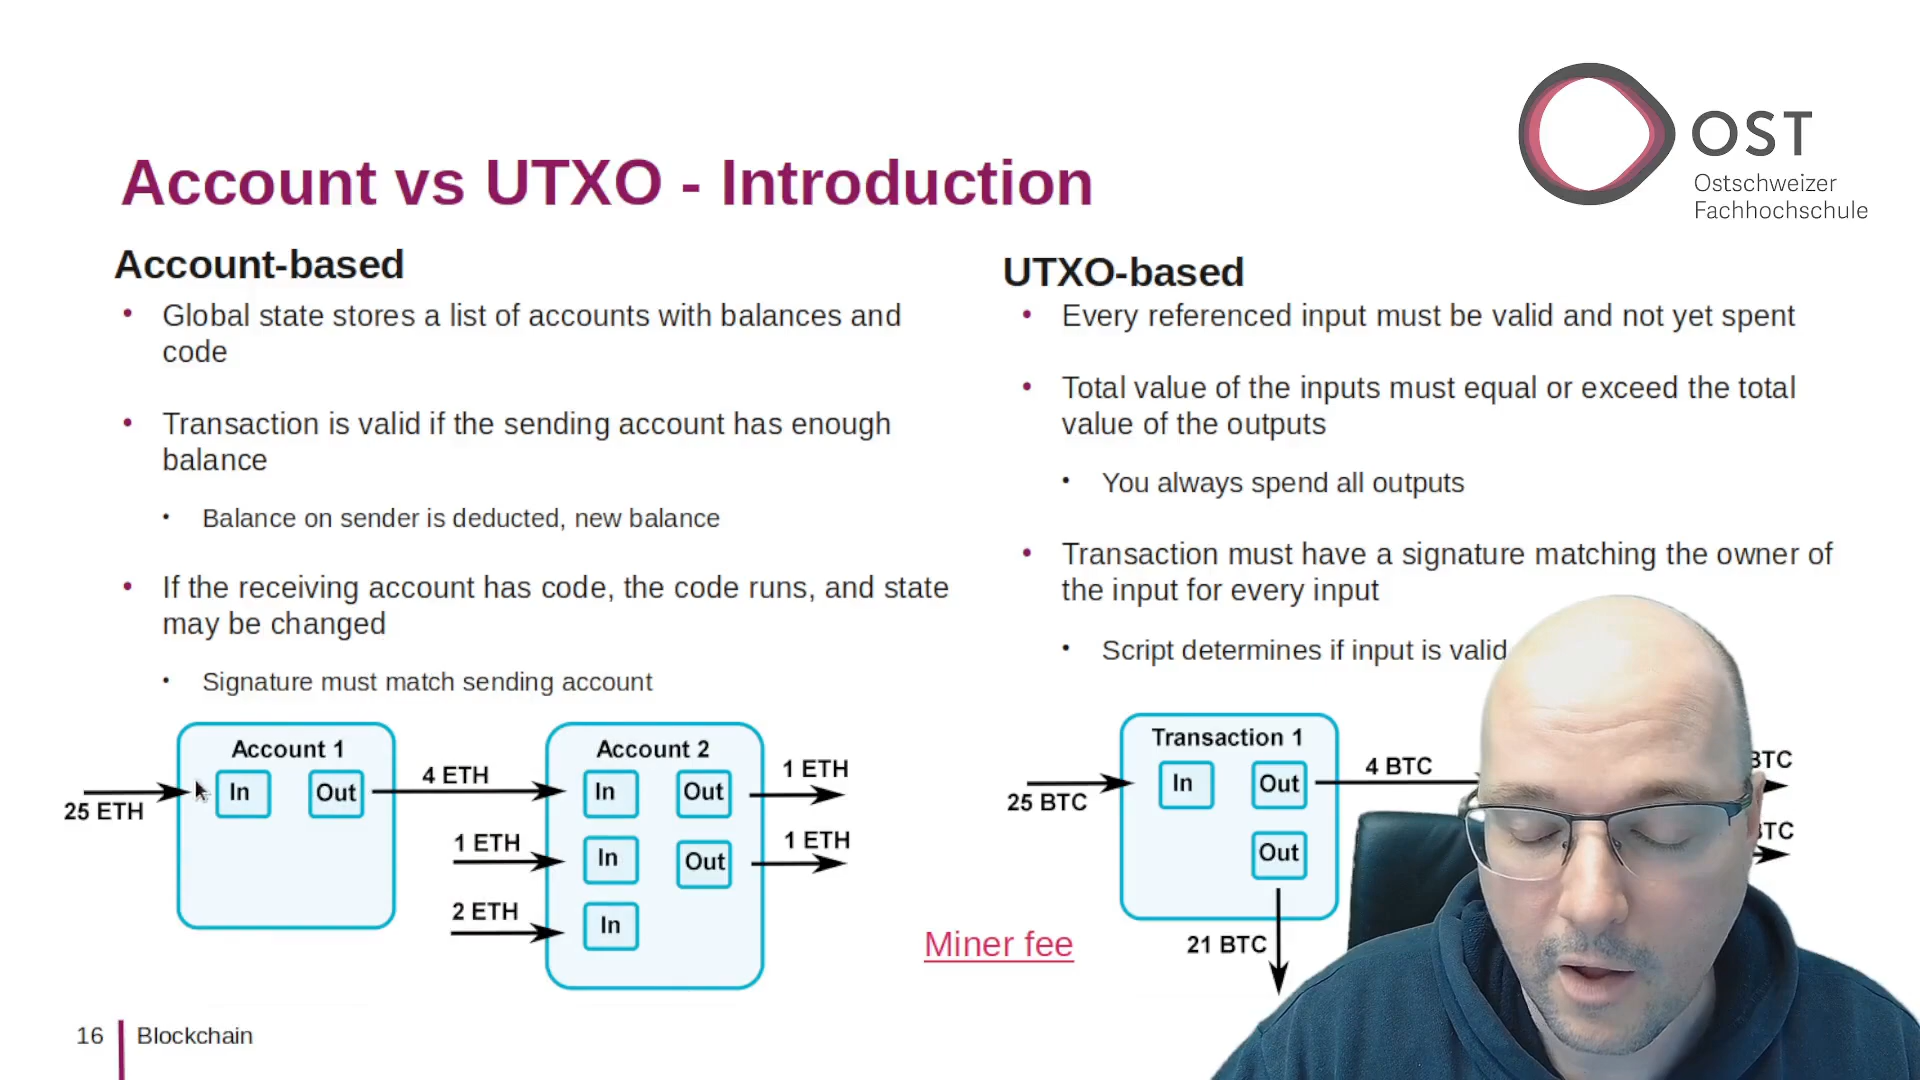 OST
Ostschweizer
Fachhochschule
Account vs UTXO - Introduction
Account-based
• Global state stores a list of accounts with balances and
code
• Transaction is valid if the sending account has enough
balance
• Balance on sender is deducted, new balance
• If the receiving account has code, the code runs, and state
may be changed
• Signature must match sending account
Account 1
In
Out
25 ETH
4 ETH
1 ETH
2 ETH
Account 2
In
Out
In
Out
In
1 ETH
1 ETH
UTXO-based
• Every referenced input must be valid and not yet spent
• Total value of the inputs must equal or exceed the total
value of the outputs
• You always spend all outputs
• Transaction must have a signature matching the owner of
the input for every input
• Script determines if input is valid
Transaction 1
In
Out
Out
25 BTC
4 BTC
21 BTC
BTC
BTC
Miner fee
16
Blockchain